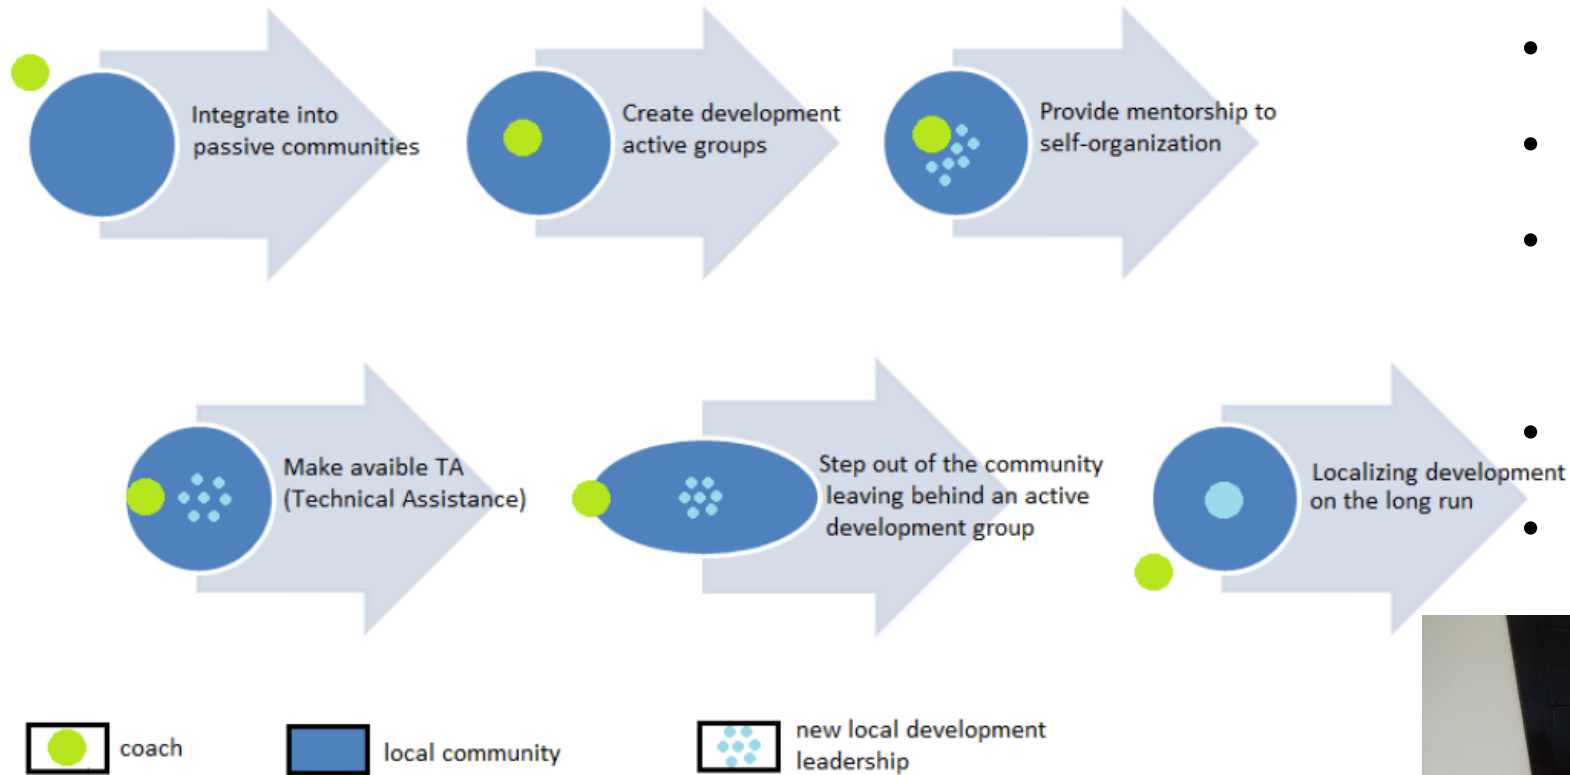 Integrate into
passive communities
Create development
active groups
Provide mentorship to
self-organization
Make avaible TA
(Technical Assistance)
Step out of the community
leaving behind an active
development group
Localizing development
on the long run
coach
local community
new local development
leadership